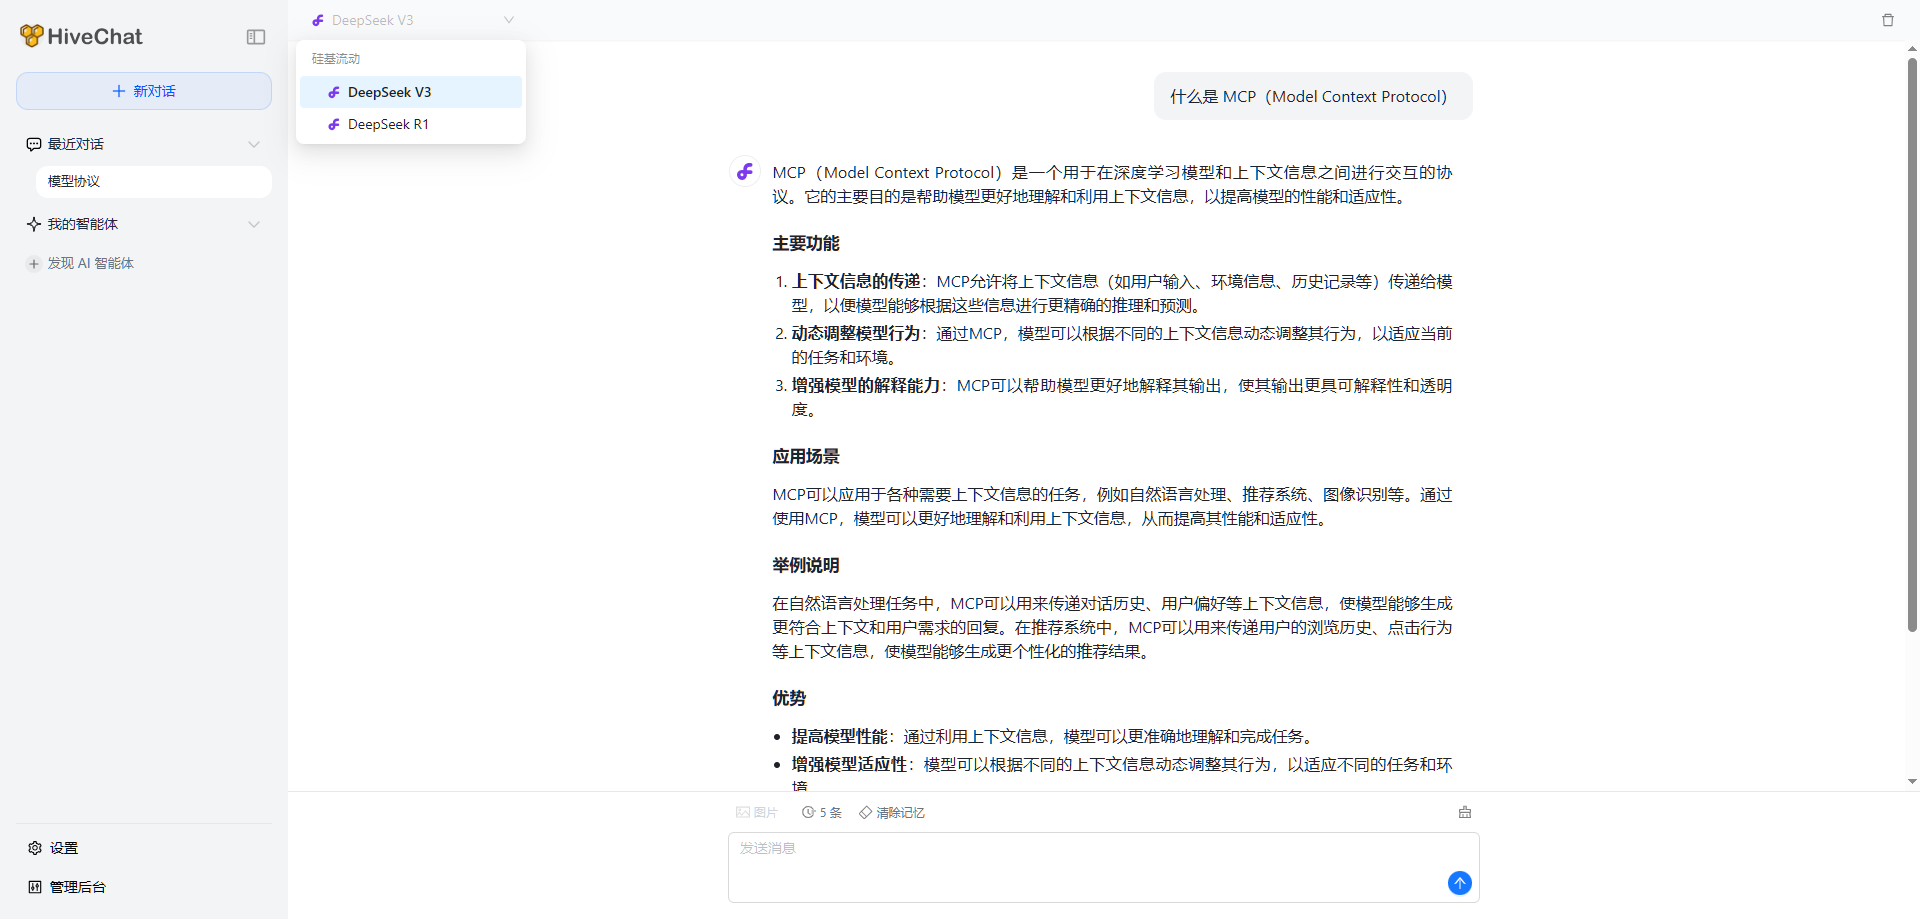 HiveChat
新对话
最近对话
模型协议
我的智能体
发现 AI 智能体
设置
管理后台
DeepSeek V3
硅基流动
DeepSeek V3
DeepSeek R1
什么是 MCP（Model Context Protocol）
MCP（Model Context Protocol）是一个用于在深度学习模型和上下文信息之间进行交互的协
议。它的主要目的是帮助模型更好地理解和利用上下文信息，以提高模型的性能和适应性。
主要功能
1. 上下文信息的传递：MCP允许将上下文信息（如用户输入、环境信息、历史记录等）传递给模
型，以便模型能够根据这些信息进行更精确的推理和预测。
2. 动态调整模型行为：通过MCP，模型可以根据不同的上下文信息动态调整其行为，以适应当前
的任务和环境。
3. 增强模型的解释能力：MCP可以帮助模型更好地解释其输出，使其输出更具可解释性和透明
度。
应用场景
MCP可以应用于各种需要上下文信息的任务，例如自然语言处理、推荐系统、图像识别等。通过
使用MCP，模型可以更好地理解和利用上下文信息，从而提高其性能和适应性。
举例说明
在自然语言处理任务中，MCP可以用来传递对话历史、用户偏好等上下文信息，使模型能够生成
更符合上下文和用户需求的回复。在推荐系统中，MCP可以用来传递用户的浏览历史、点击行为
等上下文信息，使模型能够生成更个性化的推荐结果。
优势
• 提高模型性能：通过利用上下文信息，模型可以更准确地理解和完成任务。
• 增强模型适应性：模型可以根据不同的上下文信息动态调整其行为，以适应不同的任务和环
境
图片
5 条
清除记忆
发送消息